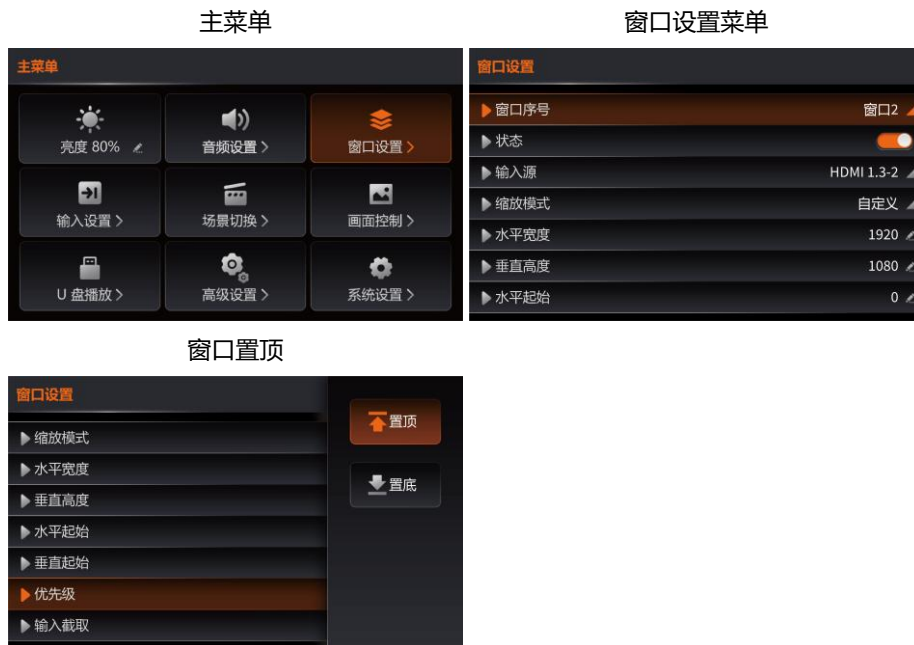 主菜单
窗口设置菜单
主菜单
亮度 80%
音频设置 >
窗口设置 >
输入设置 >
场景切换 >
画面控制 >
U 盘播放 >
高级设置 >
系统设置 >
窗口设置
窗口序号 窗口2
状态
输入源 HDMI 1.3-2
缩放模式 自定义
水平宽度 1920
垂直高度 1080
水平起始 0
窗口置顶
窗口设置
缩放模式
水平宽度
垂直高度
水平起始
垂直起始
优先级
输入截取
置顶
置底